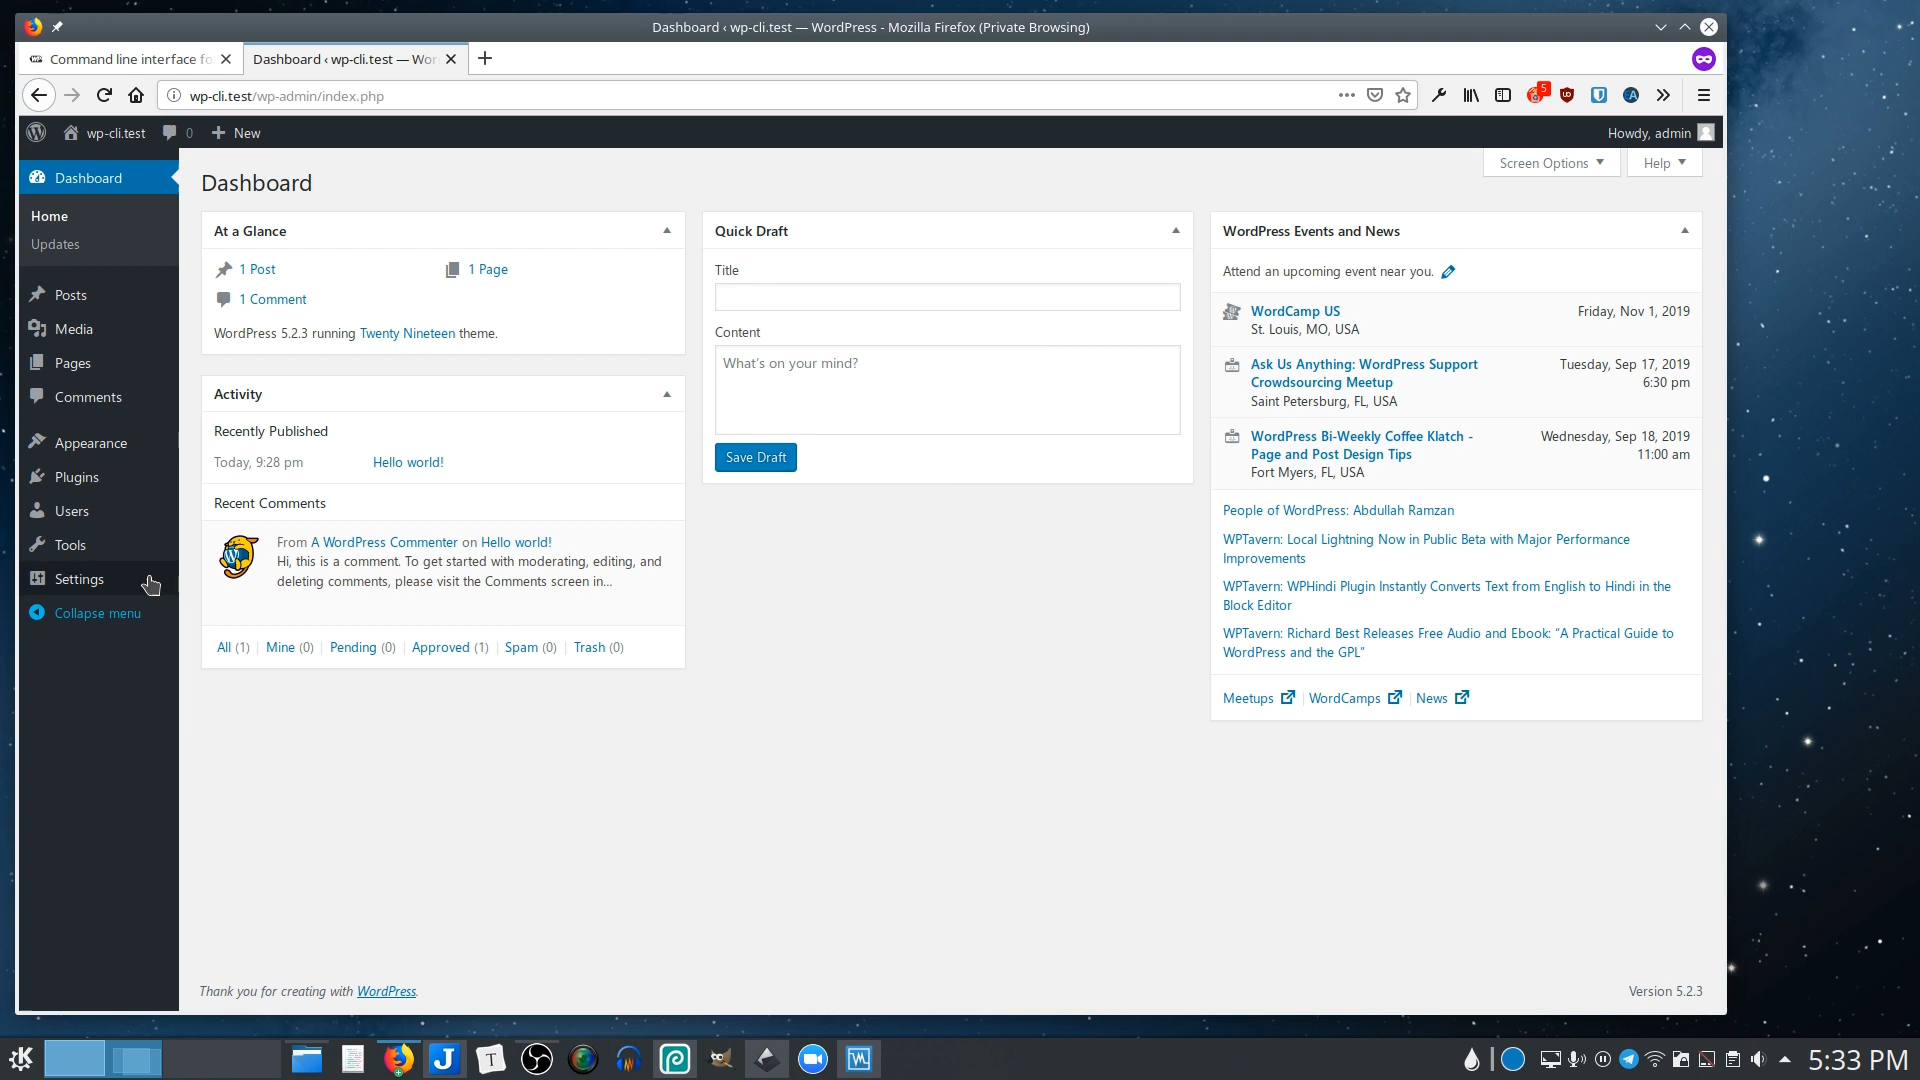 Dashboard ‹ wp-cli.test — WordPress - Mozilla Firefox (Private Browsing)
Command line interface fo
Dashboard ‹ wp-cli.test — Wor
wp-cli.test/wp-admin/index.php
5
wp-cli.test
0
New
Howdy, admin
Screen Options
Help
Dashboard
Home
Updates
Posts
Media
Pages
Comments
Appearance
Plugins
Users
Tools
Settings
Collapse menu
Dashboard
At a Glance
1 Post
1 Page
1 Comment
WordPress 5.2.3 running Twenty Nineteen theme.
Activity
Recently Published
Today, 9:28 pm
Hello world!
Recent Comments
From A WordPress Commenter on Hello world!
Hi, this is a comment. To get started with moderating, editing, and
deleting comments, please visit the Comments screen in…
All (1) | Mine (0) | Pending (0) | Approved (1) | Spam (0) | Trash (0)
Quick Draft
Title
Content
What's on your mind?
Save Draft
WordPress Events and News
Attend an upcoming event near you.
WordCamp US
Friday, Nov 1, 2019
St. Louis, MO, USA
Ask Us Anything: WordPress Support
Tuesday, Sep 17, 2019
Crowdsourcing Meetup
6:30 pm
Saint Petersburg, FL, USA
WordPress Bi-Weekly Coffee Klatch -
Wednesday, Sep 18, 2019
Page and Post Design Tips
11:00 am
Fort Myers, FL, USA
People of WordPress: Abdullah Ramzan
WPTavern: Local Lightning Now in Public Beta with Major Performance
Improvements
WPTavern: WPHindi Plugin Instantly Converts Text from English to Hindi in the
Block Editor
WPTavern: Richard Best Releases Free Audio and Ebook: “A Practical Guide to
WordPress and the GPL”
Meetups | WordCamps | News
Thank you for creating with WordPress.
Version 5.2.3
J
T
5:33 PM